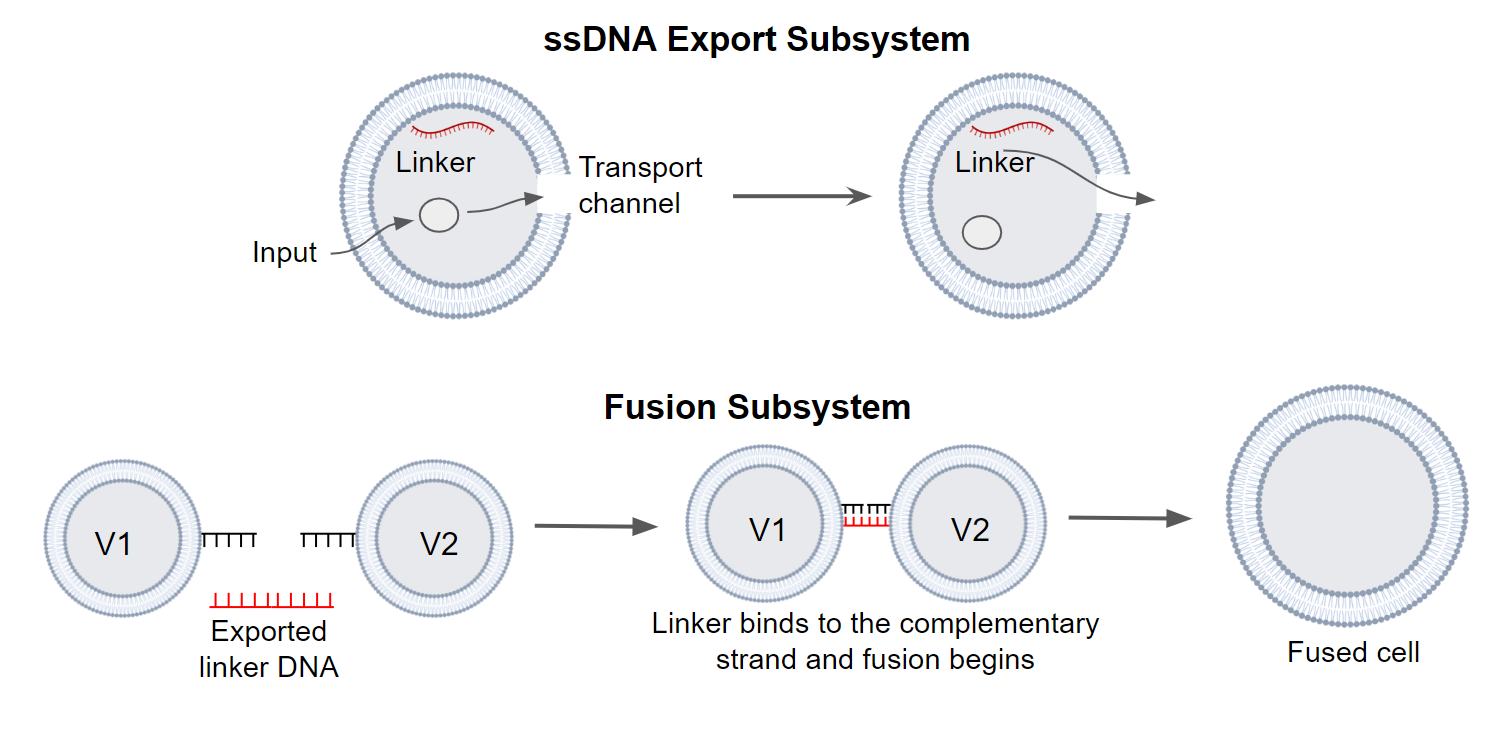 ssDNA Export Subsystem
Linker
Transport
channel
Input
Linker
Fusion Subsystem
V1
V2
Exported
linker DNA
V1
V2
Linker binds to the complementary
strand and fusion begins
Fused cell